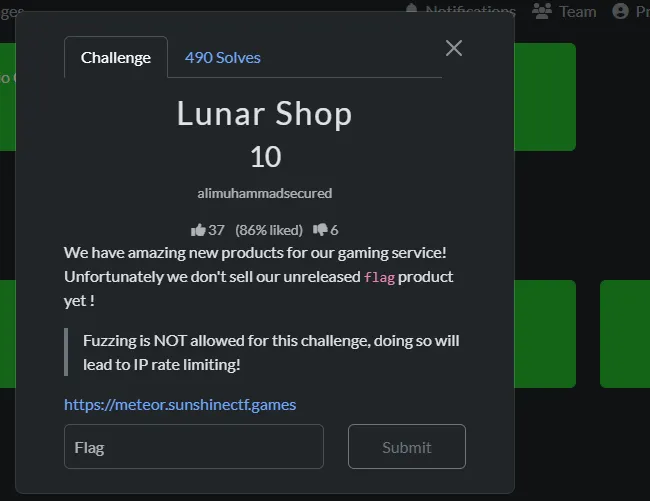 Notifications Team
Challenge 490 Solves
Lunar Shop
10
alimuhammadsecured
37 (86% liked) 6
We have amazing new products for our gaming service!
Unfortunately we don't sell our unreleased flag product
yet !
Fuzzing is NOT allowed for this challenge, doing so will
lead to IP rate limiting!
https://meteor.sunshinectf.games
Flag Submit